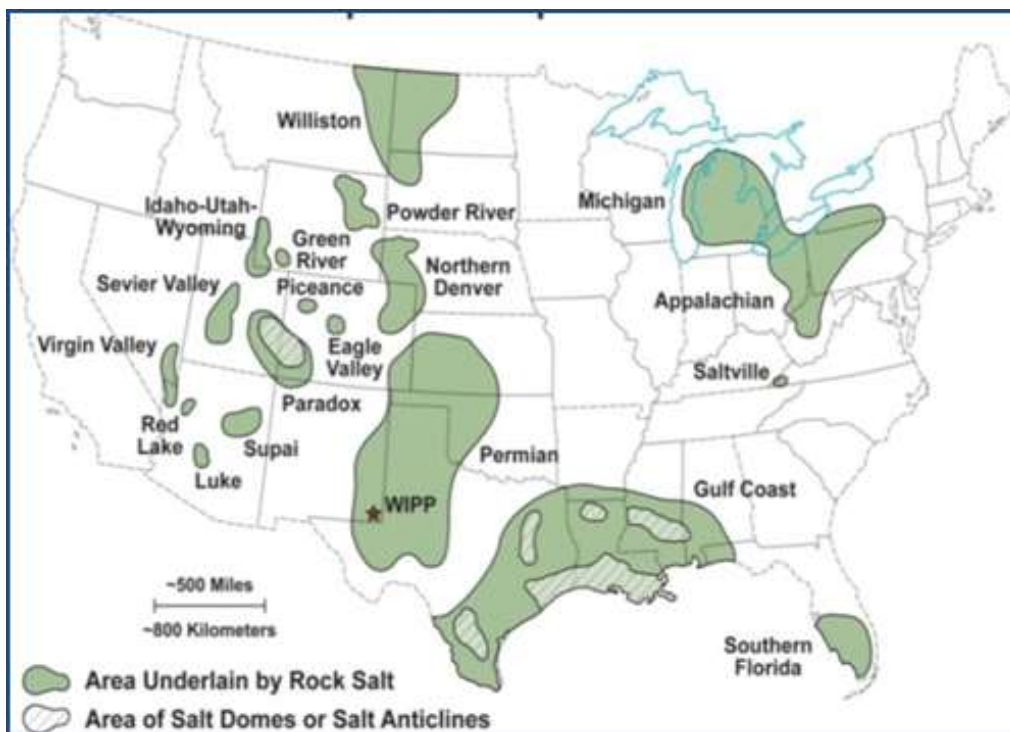 Williston
Michigan
Powder River
Idaho-Utah-
Wyoming
Green
River
Northern
Denver
Sevier Valley
Piceance
Appalachian
Virgin Valley
Eagle
Valley
Saltville
Paradox
Red
Lake
Supai
Permian
Luke
Gulf Coast
WIPP
~500 Miles
~800 Kilometers
Southern
Florida
Area Underlain by Rock Salt
Area of Salt Domes or Salt Anticlines